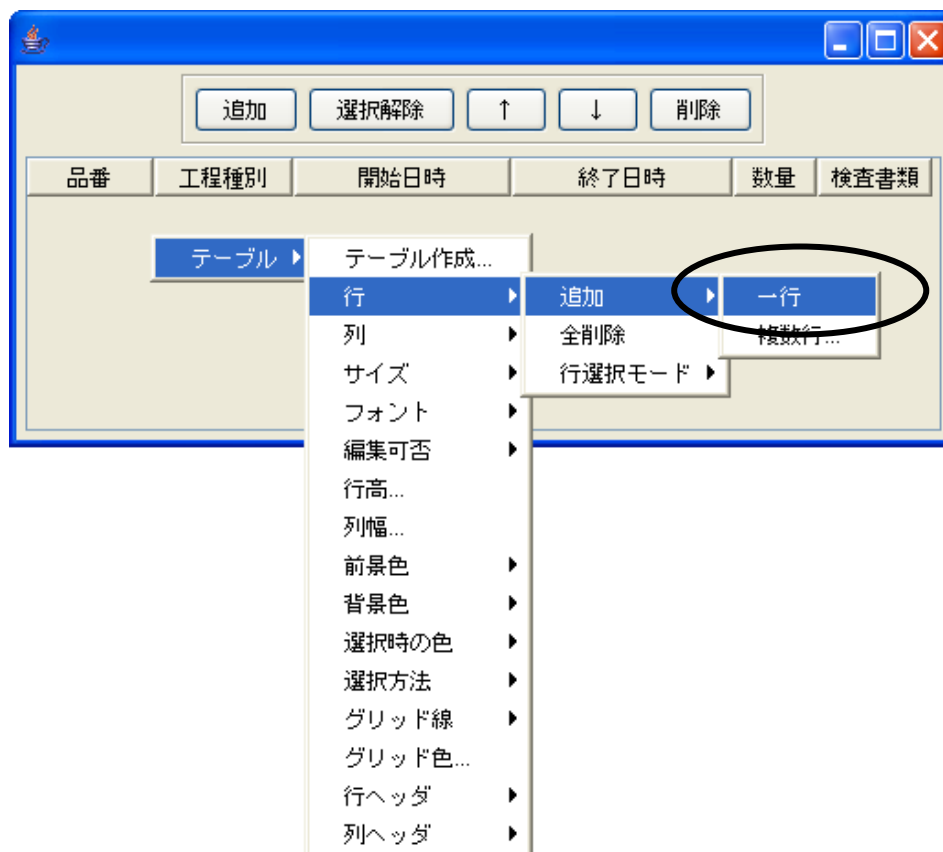 追加 選択解除 ↑ ↓ 削除
品番 工程種別 開始日時 終了日時 数量 検査書類
テーブル
テーブル作成...
行
列
サイズ
フォント
編集可否
行高...
列幅...
前景色
背景色
選択時の色
選択方法
グリッド線
グリッド色...
行ヘッダ
列ヘッダ
追加
全削除
行選択モード
一行
複数行...